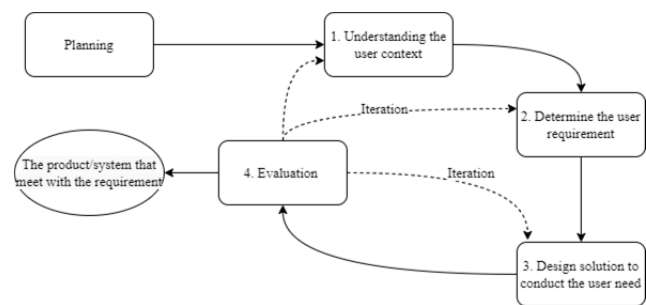 Planning
1. Understanding the
user context
Iteration
2. Determine the user
requirement
The product/system that
meet with the requirement
4. Evaluation
Iteration
3. Design solution to
conduct the user need